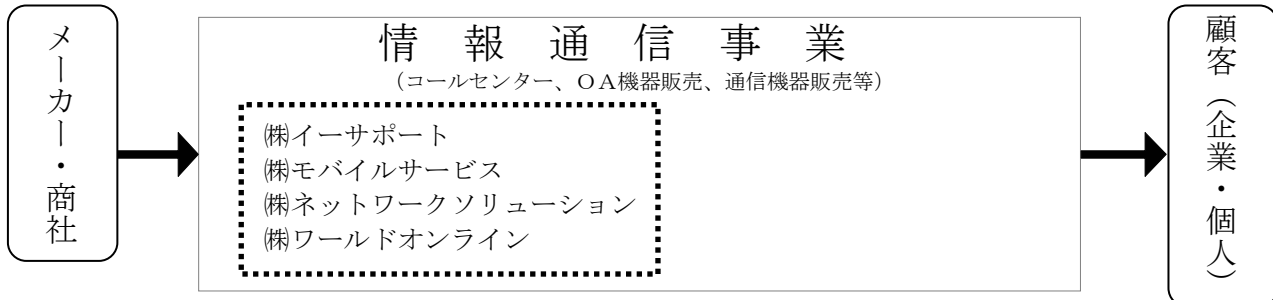 メーカー・商社
情報通信事業
（コールセンター、ＯＡ機器販売、通信機器販売等）
㈱イーサポート
㈱モバイルサービス
㈱ネットワークソリューション
㈱ワールドオンライン
顧客（企業・個人）